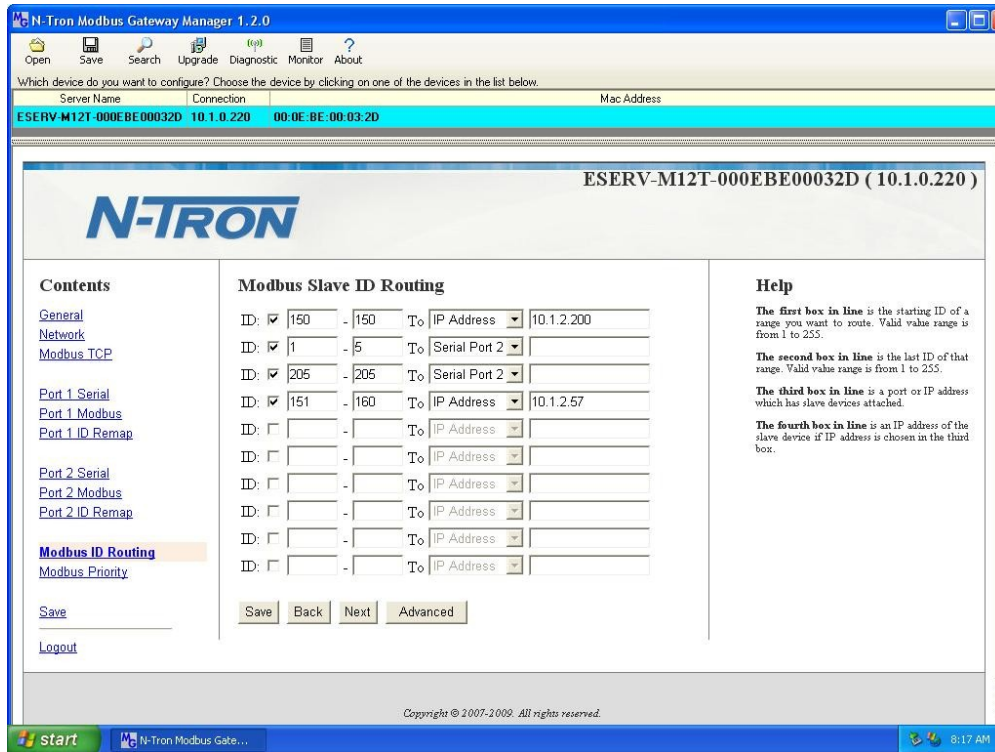 N-Tron Modbus Gateway Manager 1.2.0
Open Save Search Upgrade Diagnostic Monitor About
Which device do you want to configure? Choose the device by clicking on one of the devices in the list below.
Server Name Connection Mac Address
ESERV-M12T-000EBE00032D 10.1.0.220 00:0E:BE:00:03:2D
ESERV-M12T-000EBE00032D ( 10.1.0.220 )
N-TRON
Contents
General
Network
Modbus TCP
Port 1 Serial
Port 1 Modbus
Port 1 ID Remap
Port 2 Serial
Port 2 Modbus
Port 2 ID Remap
Modbus ID Routing
Modbus Priority
Save
Logout
Modbus Slave ID Routing
ID: 150 - 150 To IP Address 10.1.2.200
ID: 1 - 5 To Serial Port 2
ID: 205 - 205 To Serial Port 2
ID: 151 - 160 To IP Address 10.1.2.57
ID: - To IP Address
ID: - To IP Address
ID: - To IP Address
ID: - To IP Address
ID: - To IP Address
ID: - To IP Address
Save Back Next Advanced
Help
The first box in line is the starting ID of a
range you want to route. Valid value range is
from 1 to 255.
The second box in line is the last ID of that
range. Valid value range is from 1 to 255.
The third box in line is a port or IP address
which has slave devices attached.
The fourth box in line is an IP address of the
slave device if IP address is chosen in the third
box.
Copyright © 2007-2009. All rights reserved.
start N-Tron Modbus Gate... 8:17 AM